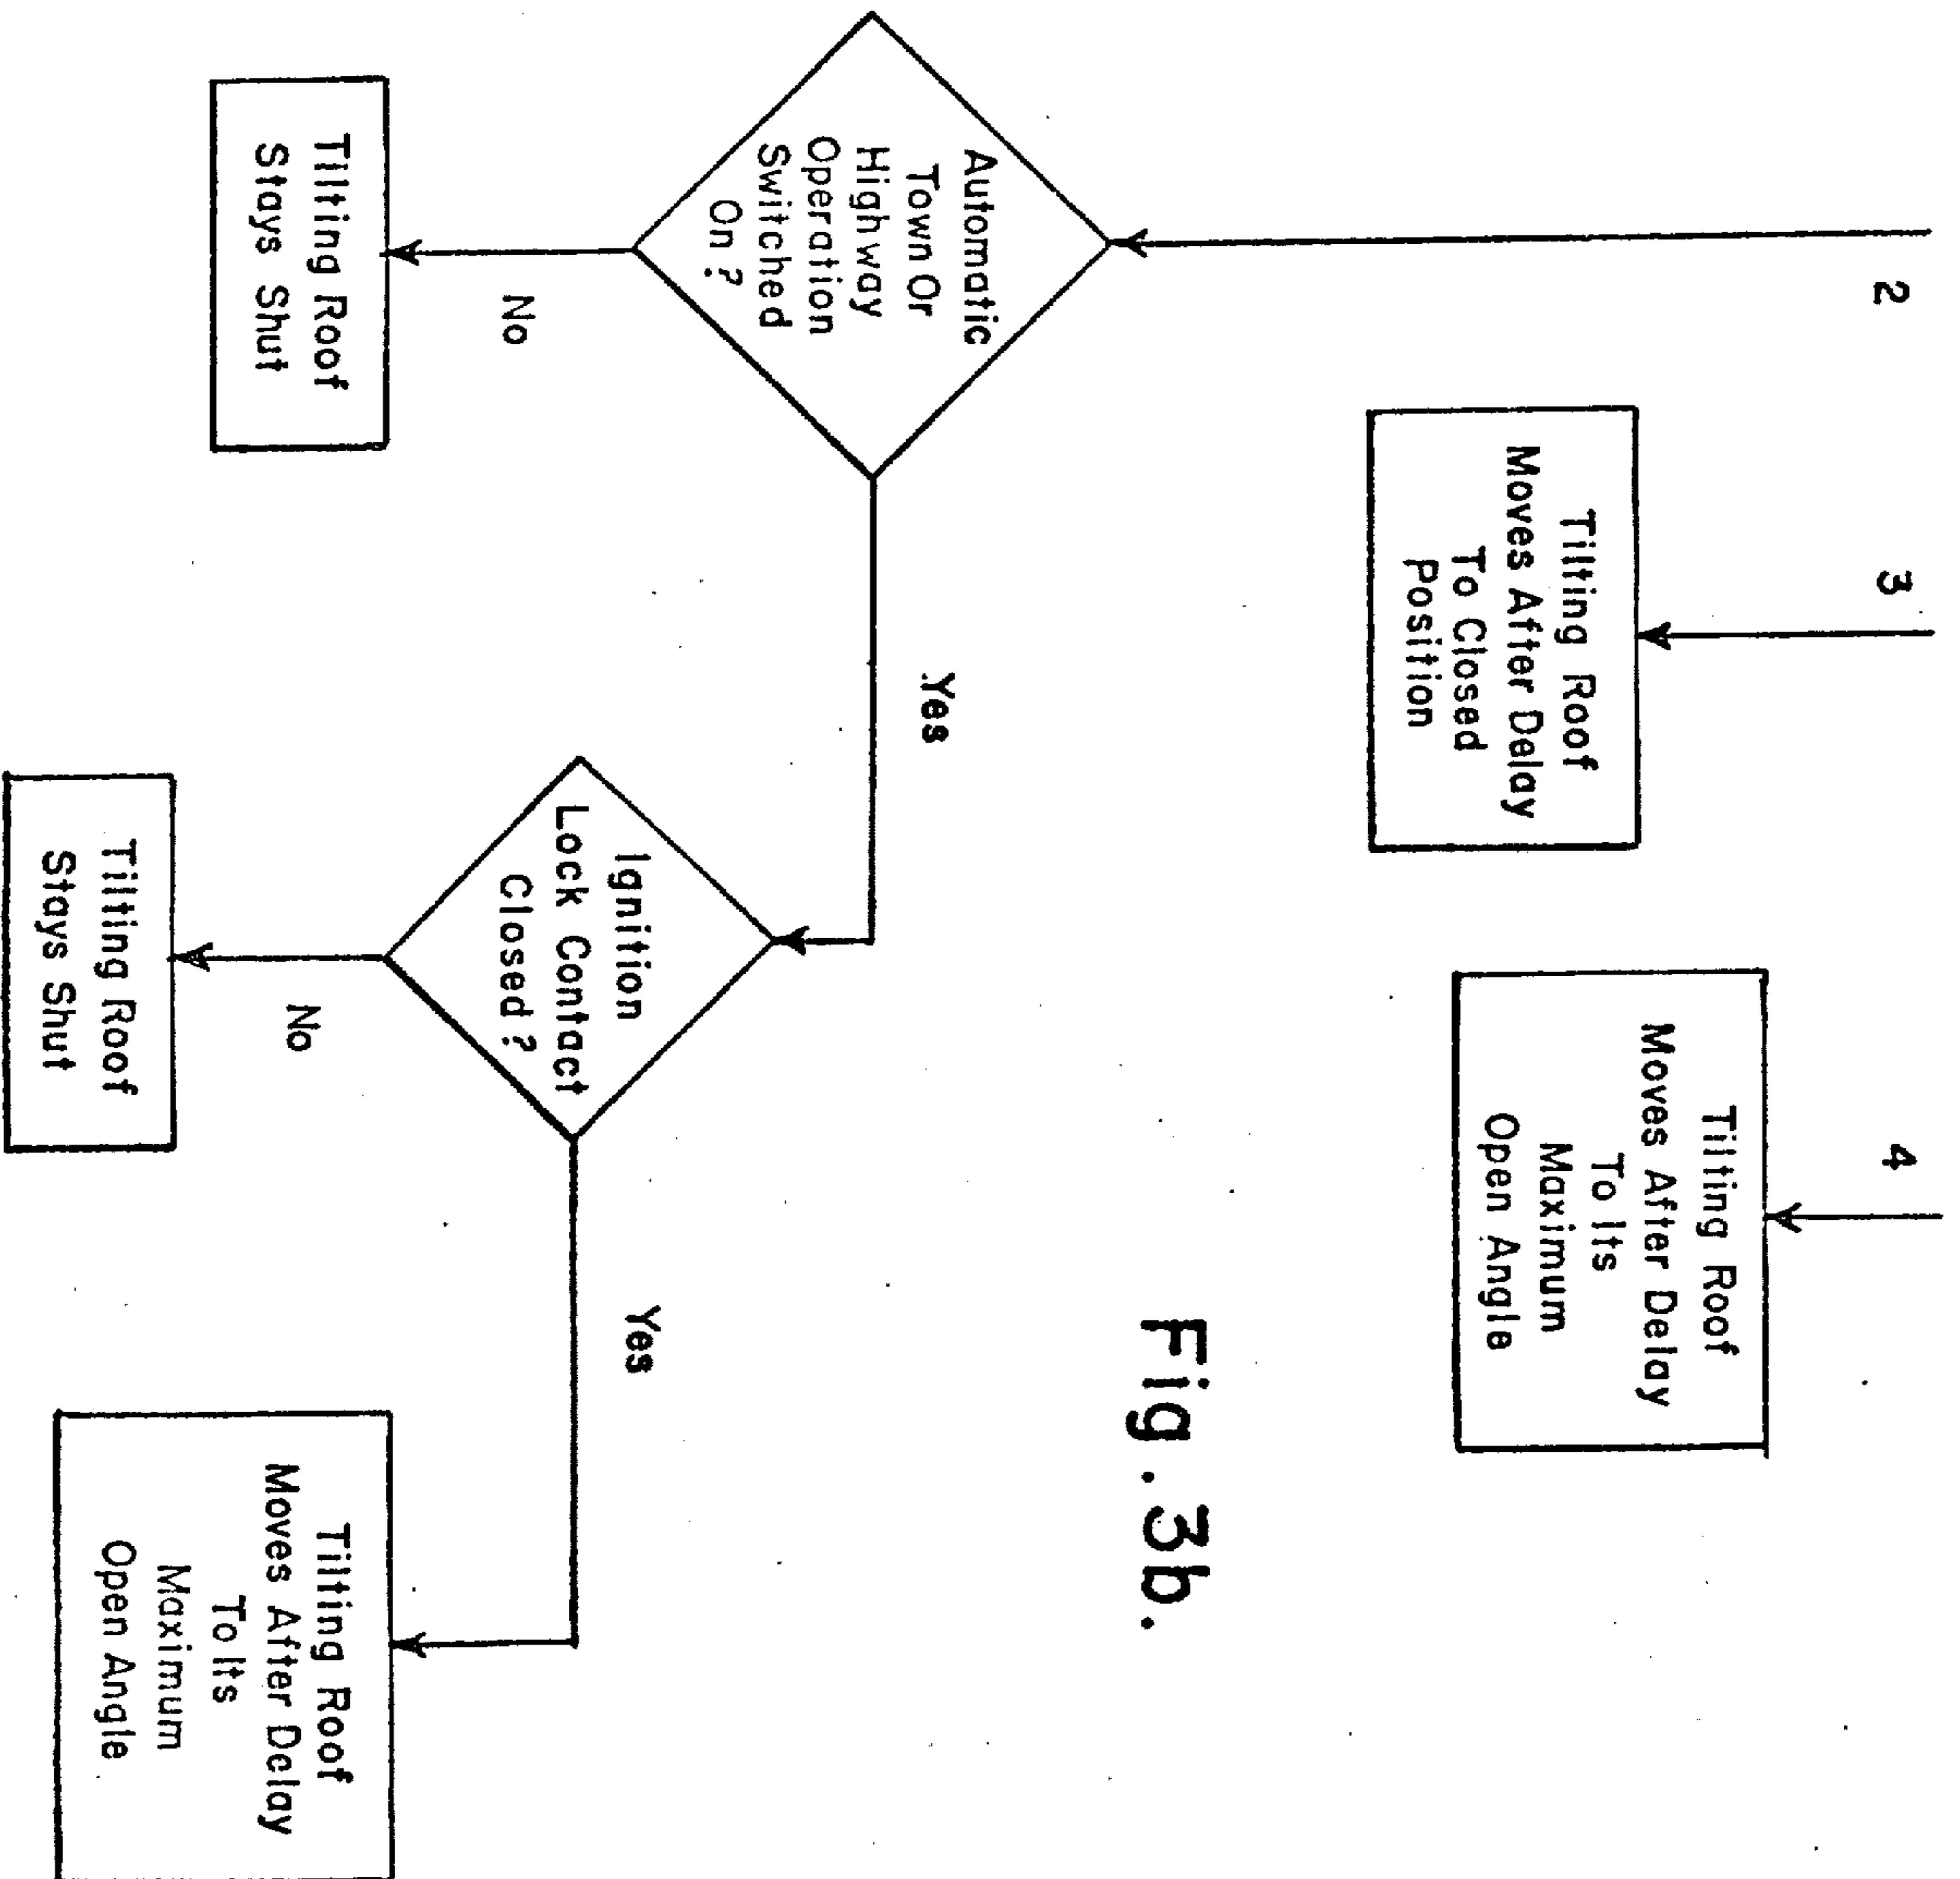 2
3
4
Tilting Roof
Moves After Delay
To Its
Maximum
Open Angle
Tilting Roof
Moves After Delay
To Closed
Position
Fig.3b.
Automatic
Town Or
Highway
Operation
Switched
On?
Yes
No
Tilting Roof
Stays Shut
Ignition
Lock Contact
Closed?
Yes
No
Tilting Roof
Stays Shut
Tilting Roof
Moves After Delay
To Its
Maximum
Open Angle